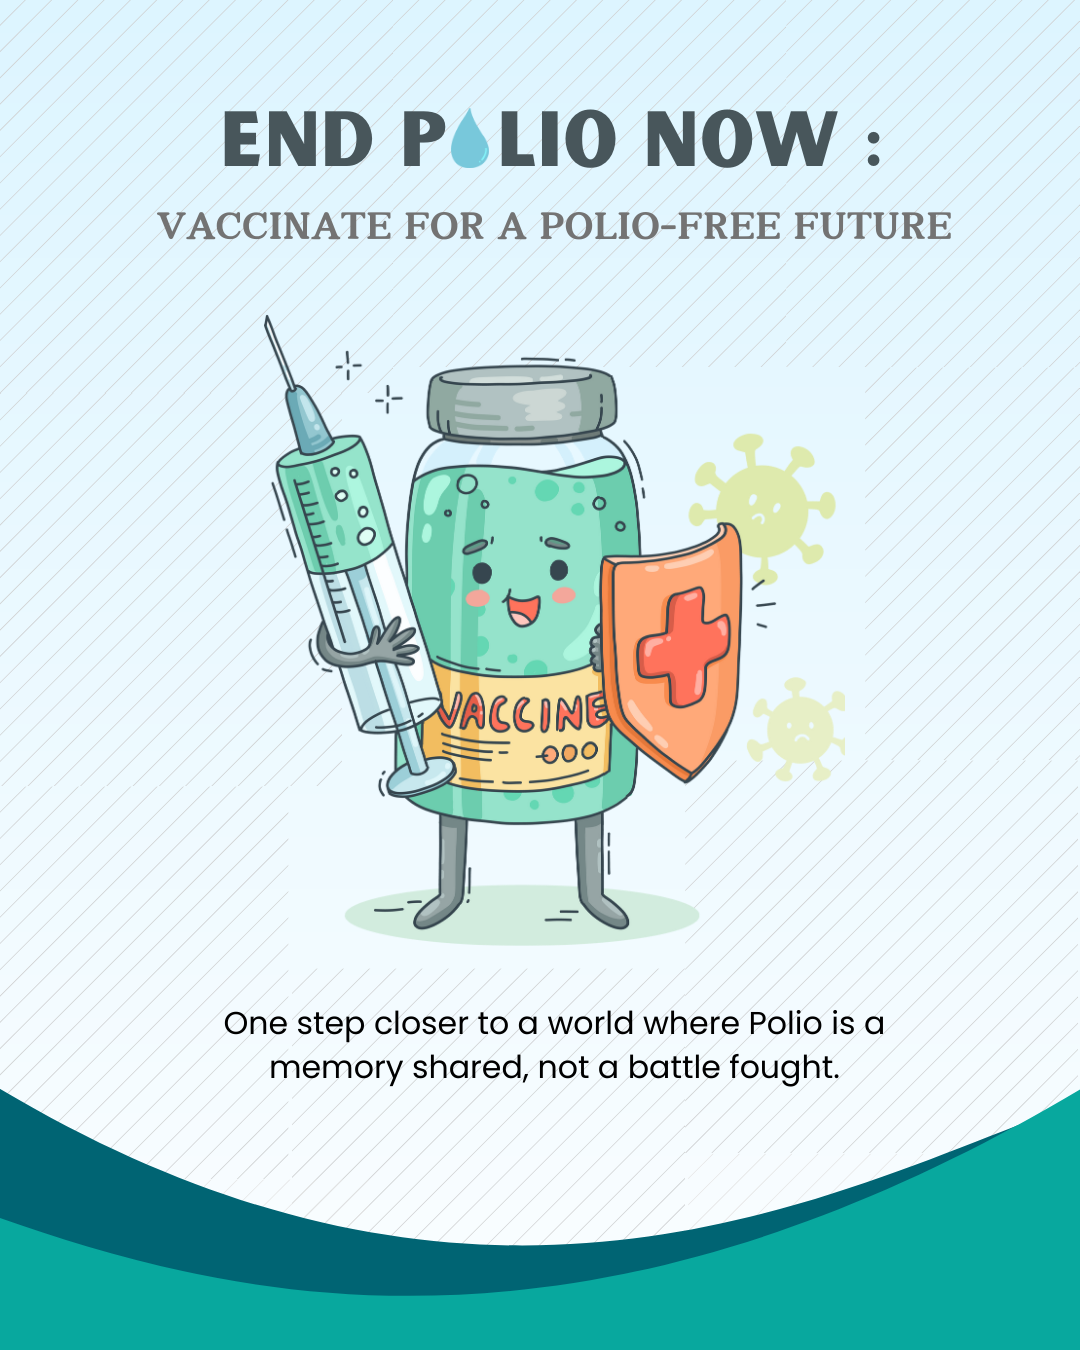 END POLIO NOW :
VACCINATE FOR A POLIO-FREE FUTURE
VACCINE
One step closer to a world where Polio is a
memory shared, not a battle fought.